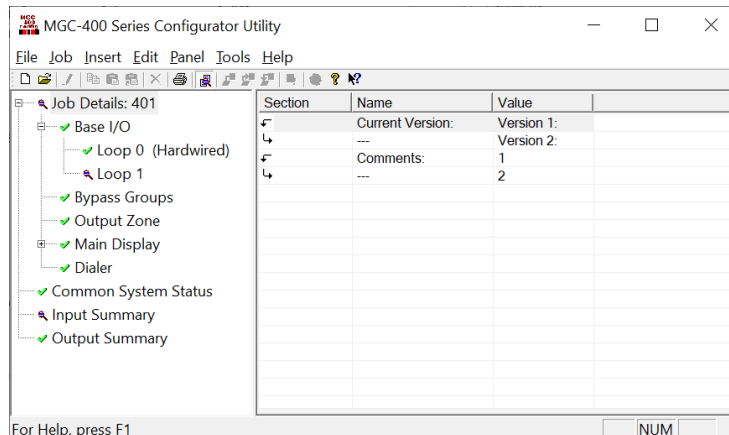 MGC-400 Series Configurator Utility
File Job Insert Edit Panel Tools Help
Job Details: 401
Base I/O
Loop 0 (Hardwired)
Loop 1
Bypass Groups
Output Zone
Main Display
Dialer
Common System Status
Input Summary
Output Summary
Section Name Value
Current Version: Version 1:
--- Version 2:
Comments: 1
--- 2
For Help, press F1
NUM